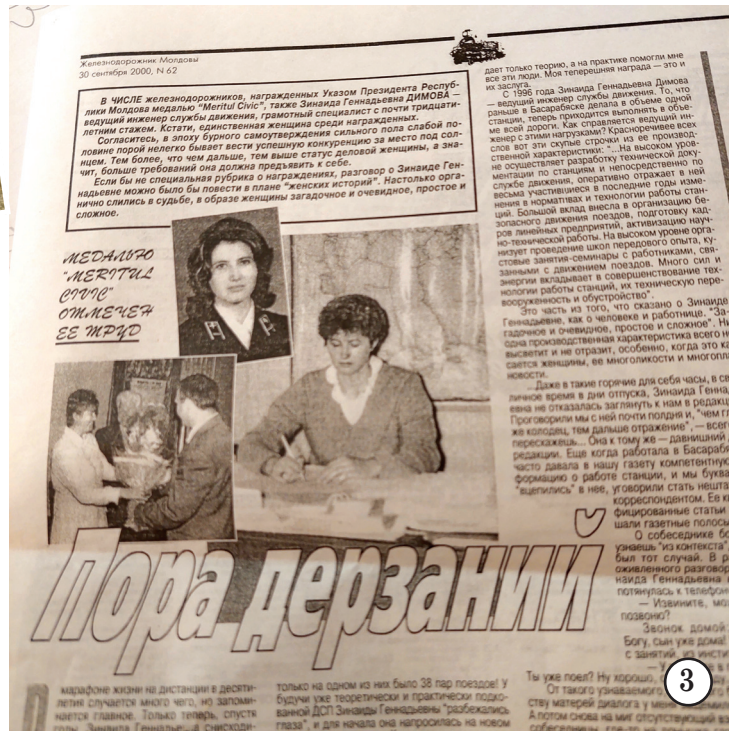 Железнодорожник Молдовы
30 сентября 2000, N 62
В ЧИСЛЕ железнодорожников, награжденных Указом Президента Респуб-
лики Молдова медалью "Meritul Civic", также Зинаида Геннадьевна ДИМОВА —
ведущий инженер службы движения, грамотный специалист с почти тридцати-
летним стажем. Кстати, единственная женщина среди награжденных.
Согласитесь, в эпоху бурного самоутверждения сильного пола слабой по-
ловине порой нелегко бывает вести успешную конкуренцию за место под сол-
нцем. Тем более, что чем дальше, тем выше статус деловой женщины, а зна-
чит, больше требований она должна предъявить к себе.
Если бы не специальная рубрика о награжденных, разговор о Зинаиде Ген-
надьевне можно было бы повести в плане "женских историй". Настолько орга-
нично слились в судьбе, в образе женщины загадочное и очевидное, простое и
сложное.
МЕДАЛЬЮ
"MERITUL
CIVIC"
ОТМЕЧЕН
ЕЕ ТРУД
Пора дерзаний
марафоне жизни на дистанции в десяти-
летия случается много чего, но запоми-
нается главное. Только теперь, спустя
годы, Зинаида Геннадьевна
только на одном из них было 38 пар поездов! У
будучи уже теоретически и практически подко-
ванной ДСП Зинаиды Геннадьевны "разбежались
глаза", и для начала она напросилась на новом
дает только теорию, а на практике помогли мне
все эти люди. Моя теперешняя награда — это и
их заслуга.
С 1996 года Зинаида Геннадьевна Димова
— ведущий инженер службы движения. То, что
раньше в Басарабяске делала в объеме одной
станции, теперь приходится выполнять в объе-
ме всей дороги. Как справляется ведущий ин-
женер с этими нагрузками? Красноречивее всех
слов вот эти скупые строчки из ее производ-
ственной характеристики: "...На высоком уров-
не осуществляет разработку технической доку-
ментации по станциям и непосредственно по
службе движения, оперативно отражает в ней
весьма участившиеся в последние годы изме-
нения в нормативах и технологии работы стан-
ций. Большой вклад внесла в организацию бе-
зопасного движения поездов, подготовку кад-
ров линейных предприятий, активизацию науч-
но-технической работы. На высоком уровне орга-
низует проведение школ передового опыта, ку-
стовые занятия-семинары с работниками, свя-
занными с движением поездов. Много сил и
энергии вкладывает в совершенствование тех-
нологии работы станций, их техническую пере-
вооруженность и обустройство".
Это часть из того, что сказано о Зинаиде
Геннадьевне, как о человеке и работнице. "За-
гадочное и очевидное, простое и сложное". Ни
одна производственная характеристика всего не
высветит и не отразит, особенно, когда это ка-
сается женщины, ее многоликости и многопла-
новости.
— Даже в такие горячие для себя часы, в св
личное время в дни отпуска, Зинаида Геннад
евна не отказалась заглянуть к нам в редакц
Проговорили мы с ней почти полдня и, "чем гл
же колодец, тем дальше отражение", — всег
перескажешь... Она к тому же — давнишний
редакции. Еще когда работала в Басараб
часто давала в нашу газету компетентную
формацию о работе станции, и мы буква
"вцепились" в нее, уговорили стать нешта
корреспондентом. Ее к
фицированные статьи
шали газетные полосы
О собеседнике бо
узнаешь "из контекста"
был тот случай. В р
оживленного разговор
наида Геннадьевна
потянулась к телефон
— Извините, мо
позвоню?
Звонок домой
Богу, сын уже дома!
с занятий, из инсти
— У
Ты уже поел? Ну хорошо,
От такого узнаваемого
ству матерей диалога у меня
А потом снова на миг отсутствующий вз
3